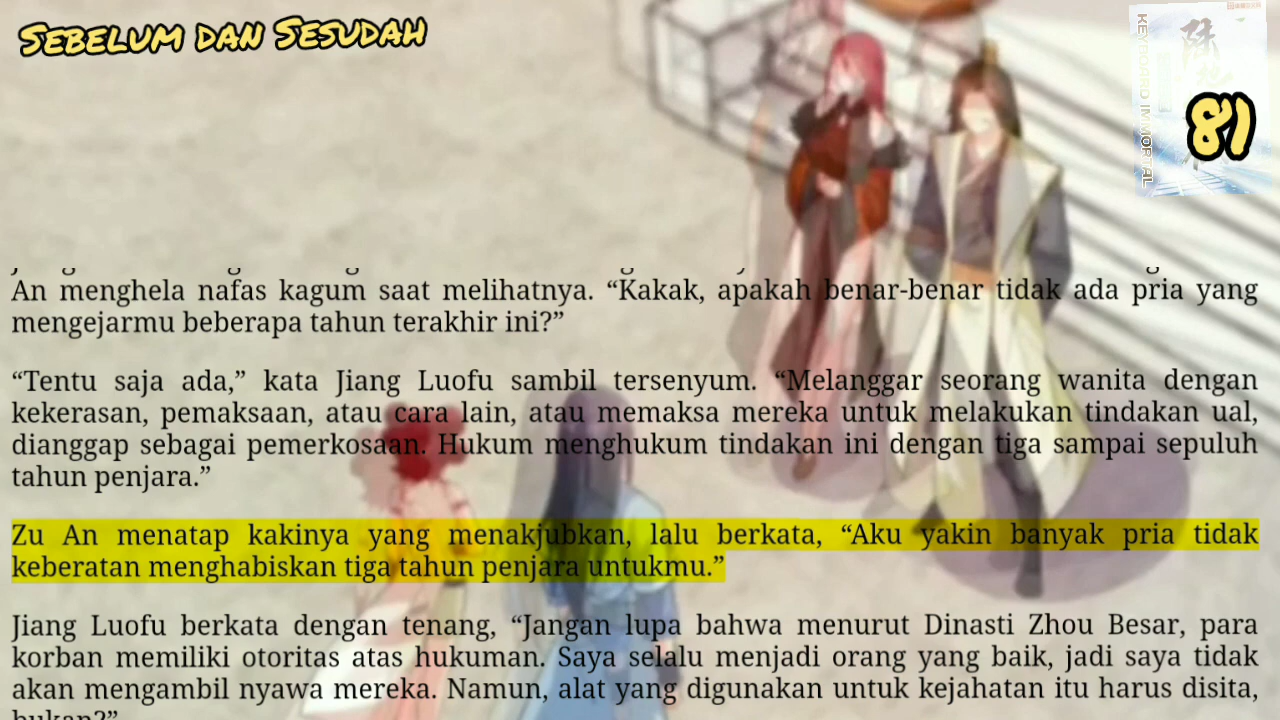 SEBELUM DAN SESUDAH
KEYBOARD IMMORTAL
81
An menghela nafas kagum saat melihatnya. “Kakak, apakah benar-benar tidak ada pria yang
mengejarmu beberapa tahun terakhir ini?”
“Tentu saja ada,” kata Jiang Luofu sambil tersenyum. “Melanggar seorang wanita dengan
kekerasan, pemaksaan, atau cara lain, atau memaksa mereka untuk melakukan tindakan ual,
dianggap sebagai pemerkosaan. Hukum menghukum tindakan ini dengan tiga sampai sepuluh
tahun penjara.”
Zu An menatap kakinya yang menakjubkan, lalu berkata, “Aku yakin banyak pria tidak
keberatan menghabiskan tiga tahun penjara untukmu.”
Jiang Luofu berkata dengan tenang, “Jangan lupa bahwa menurut Dinasti Zhou Besar, para
korban memiliki otoritas atas hukuman. Saya selalu menjadi orang yang baik, jadi saya tidak
akan mengambil nyawa mereka. Namun, alat yang digunakan untuk kejahatan itu harus disita,
bukan?”